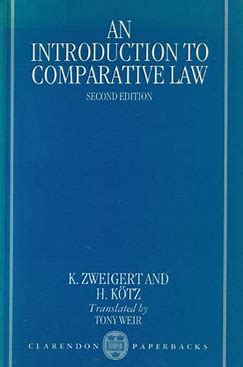 AN
INTRODUCTION TO
COMPARATIVE LAW
SECOND EDITION
K. ZWEIGERT AND
H. KÖTZ
Translated by
TONY WEIR
CLARENDON PAPERBACKS